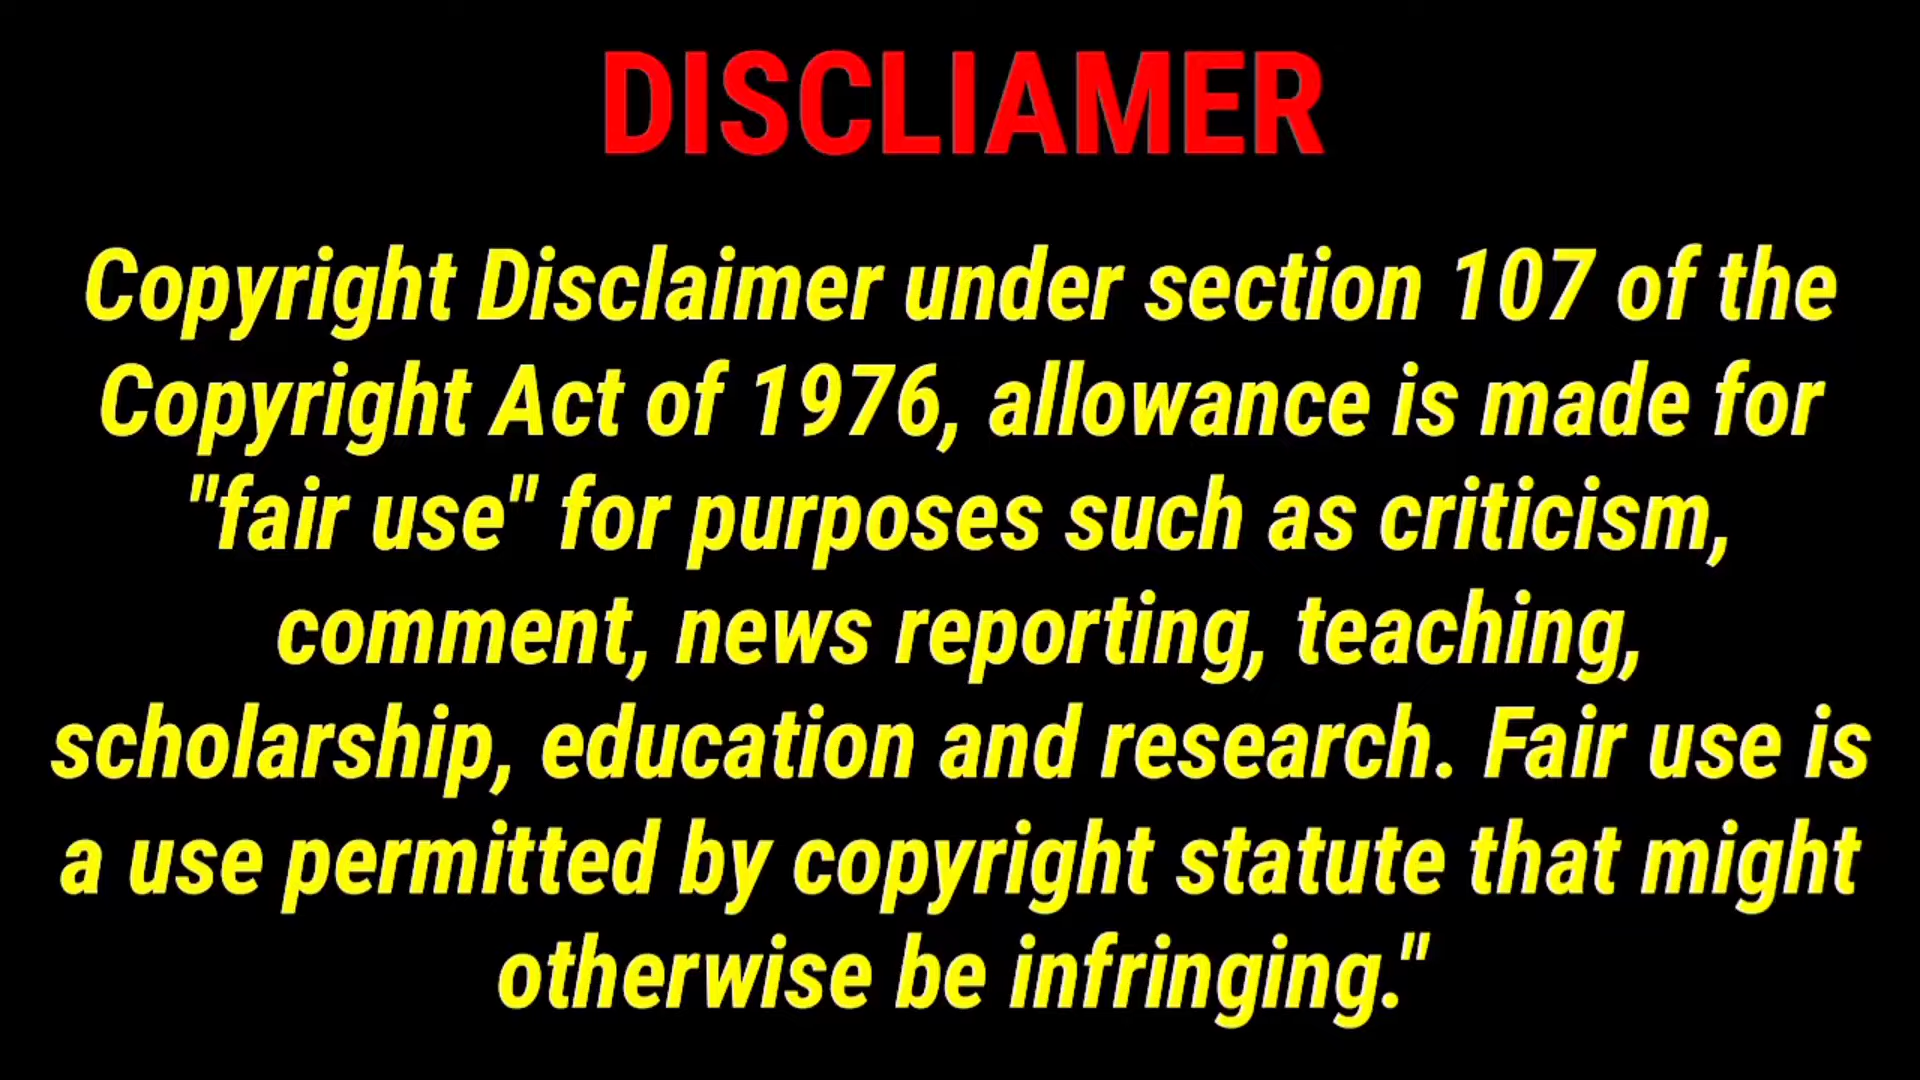 DISCLIAMER
Copyright Disclaimer under section 107 of the
Copyright Act of 1976, allowance is made for
"fair use" for purposes such as criticism,
comment, news reporting, teaching,
scholarship, education and research. Fair use is
a use permitted by copyright statute that might
otherwise be infringing."